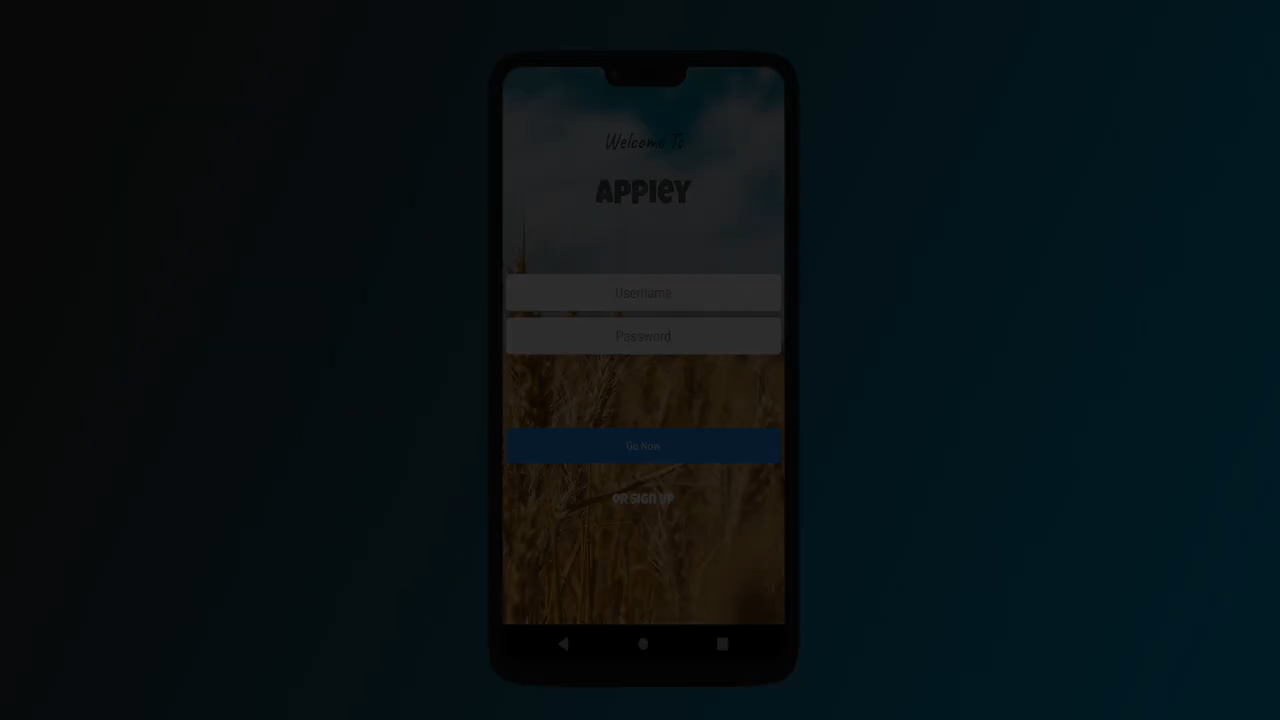 Welcome To
APPIEY
Username
Password
Go Now
OR SIGN UP